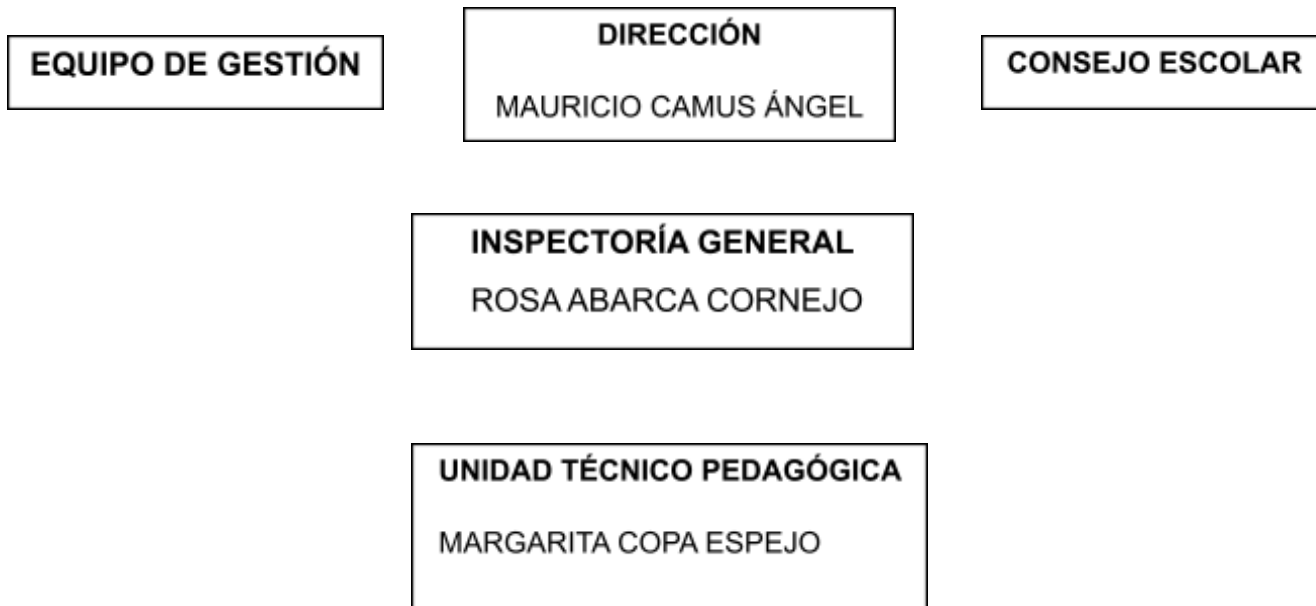 EQUIPO DE GESTIÓN
DIRECCIÓN
MAURICIO CAMUS ÁNGEL
CONSEJO ESCOLAR
INSPECTORÍA GENERAL
ROSA ABARCA CORNEJO
UNIDAD TÉCNICO PEDAGÓGICA
MARGARITA COPA ESPEJO